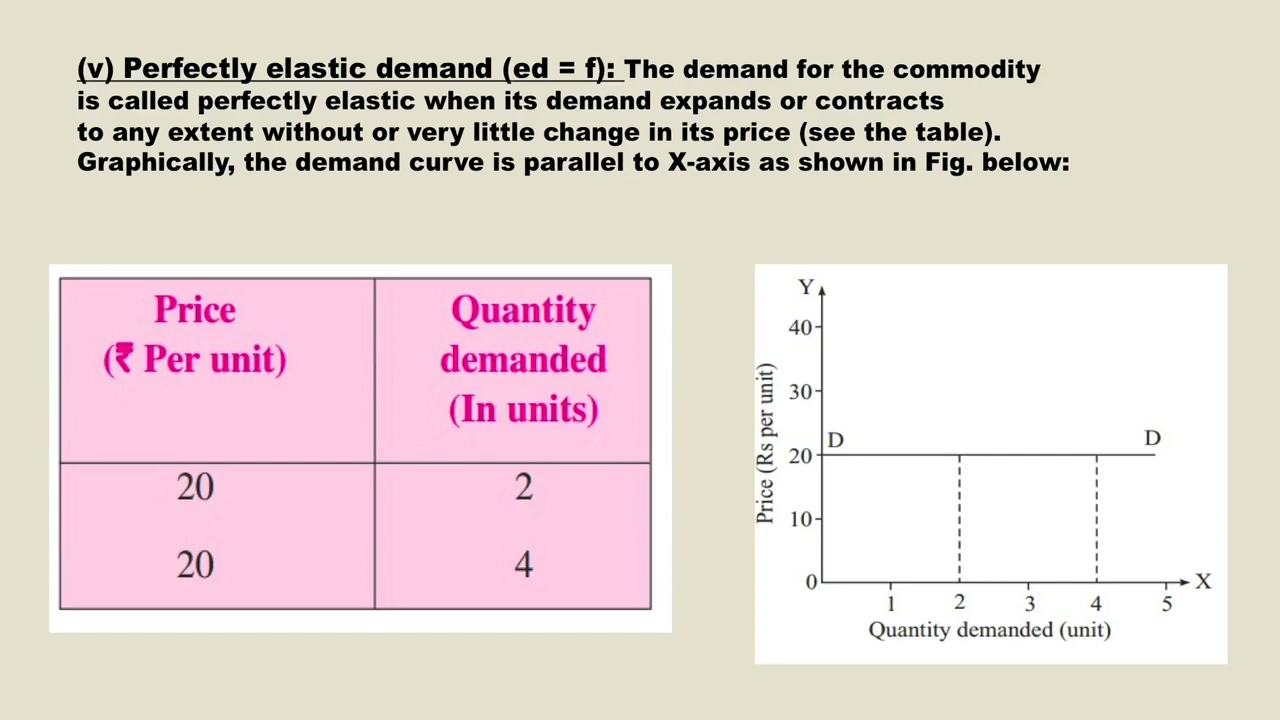 (v) Perfectly elastic demand (ed = f): The demand for the commodity
is called perfectly elastic when its demand expands or contracts
to any extent without or very little change in its price (see the table).
Graphically, the demand curve is parallel to X-axis as shown in Fig. below:
Price
(₹ Per unit)
Quantity
demanded
(In units)
20 2
20 4
Y
40
30
D D
20
10
0 X
1 2 3 4 5
Price (Rs per unit)
Quantity demanded (unit)